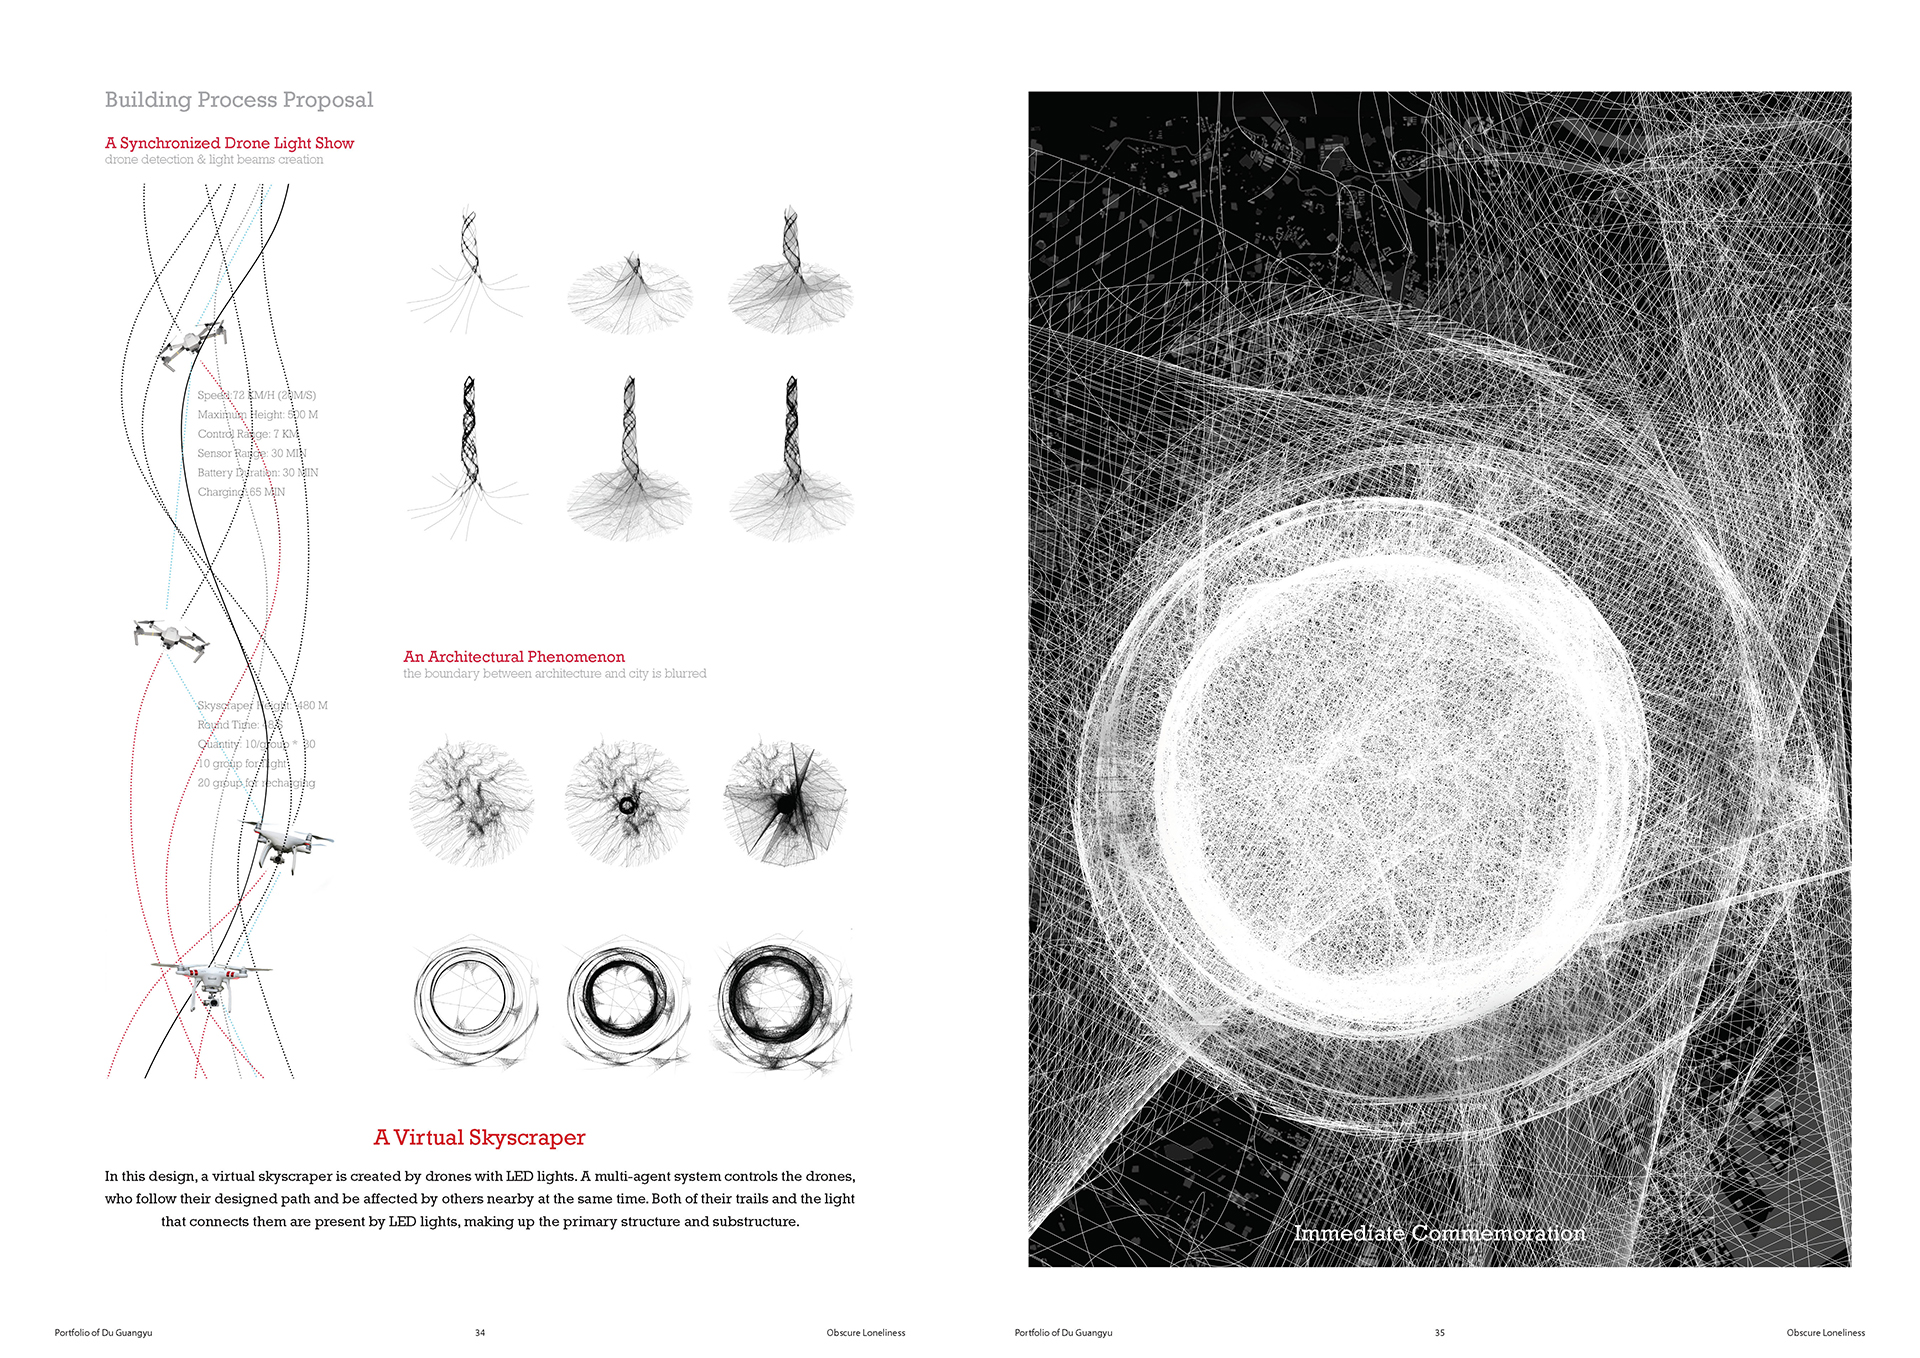 Building Process Proposal
A Synchronized Drone Light Show
drone detection & light beams creation
Speed:72 KM/H (20M/S)
Maximum Height: 500 M
Control Range: 7 KM
Sensor Range: 30 MIN
Battery Duration: 30 MIN
Charging: 65 MIN
An Architectural Phenomenon
the boundary between architecture and city is blurred
Skyscraper Height: 480 M
Round Time:
Quantity: 10/group * 30
10 group for flight
20 group for recharging
A Virtual Skyscraper
In this design, a virtual skyscraper is created by drones with LED lights. A multi-agent system controls the drones,
who follow their designed path and be affected by others nearby at the same time. Both of their trails and the light
that connects them are present by LED lights, making up the primary structure and substructure.
Immediate Commemoration
Portfolio of Du Guangyu
34
Obscure Loneliness
Portfolio of Du Guangyu
35
Obscure Loneliness